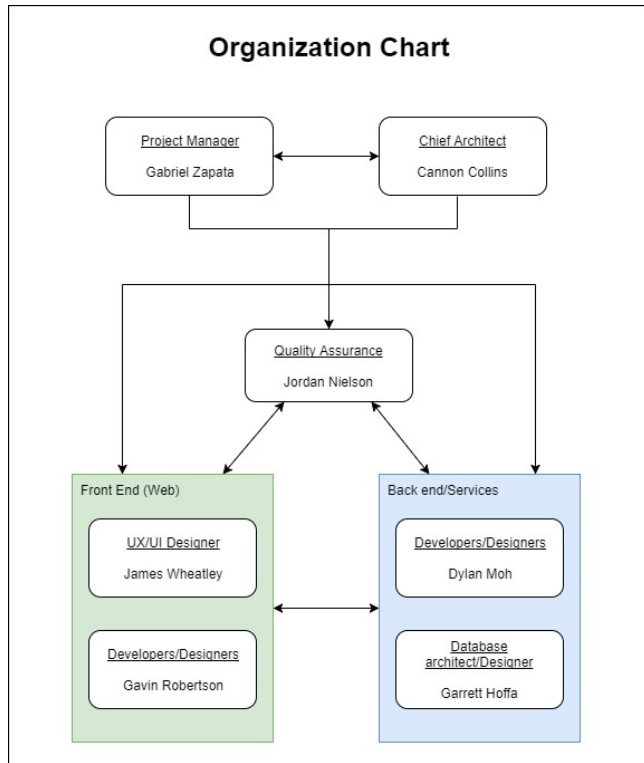 Organization Chart
Project Manager
Gabriel Zapata
Chief Architect
Cannon Collins
Quality Assurance
Jordan Nielson
Front End (Web)
UX/UI Designer
James Wheatley
Developers/Designers
Gavin Robertson
Back end/Services
Developers/Designers
Dylan Moh
Database
architect/Designer
Garrett Hoffa